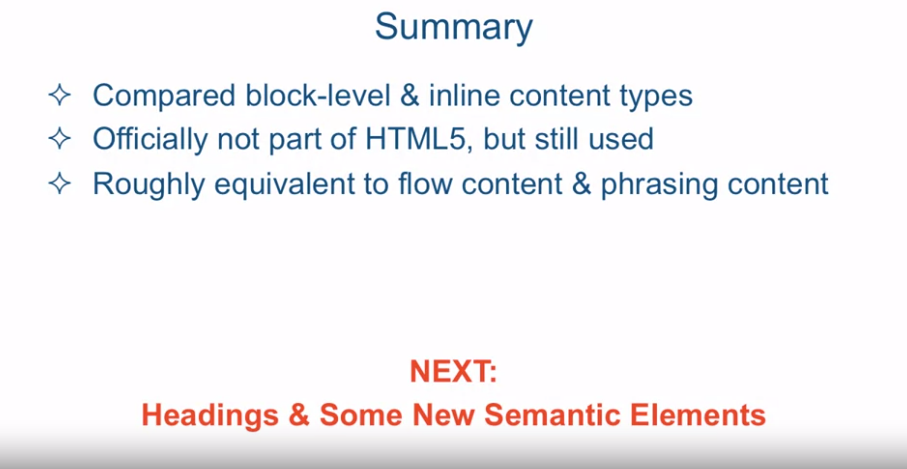 Summary
✧ Compared block-level & inline content types
✧ Officially not part of HTML5, but still used
✧ Roughly equivalent to flow content & phrasing content
NEXT:
Headings & Some New Semantic Elements